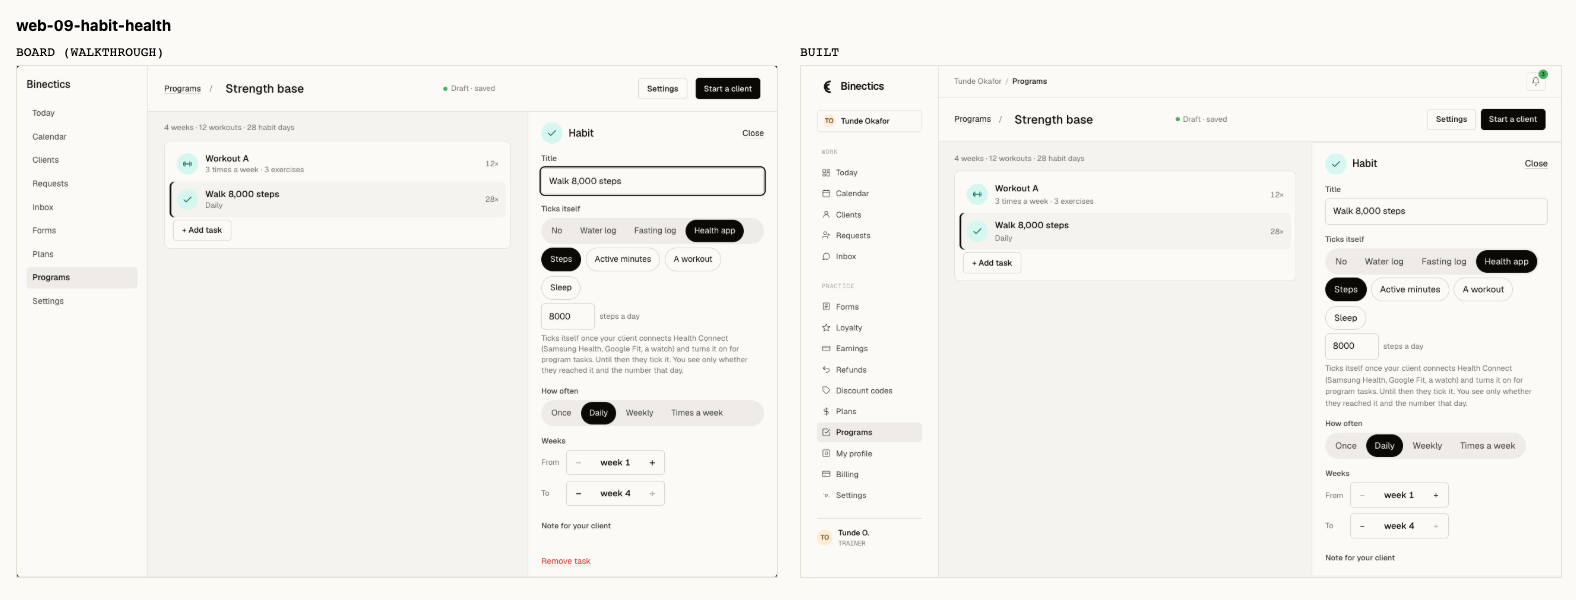 web-09-habit-health
BOARD (WALKTHROUGH)
Binectics
Today
Calendar
Clients
Requests
Inbox
Forms
Plans
Programs
Settings
Programs / Strength base
Draft · saved
Settings
Start a client
4 weeks · 12 workouts · 28 habit days
Workout A
3 times a week · 3 exercises
12×
Walk 8,000 steps
Daily
28×
+ Add task
Habit
Close
Title
Walk 8,000 steps
Ticks itself
No Water log Fasting log Health app
Steps Active minutes A workout
Sleep
8000 steps a day
Ticks itself once your client connects Health Connect
(Samsung Health, Google Fit, a watch) and turns it on for
program tasks. Until then they tick it. You see only whether
they reached it and the number that day.
How often
Once Daily Weekly Times a week
Weeks
From − week 1 +
To − week 4 +
Note for your client
Remove task
BUILT
Binectics
TO Tunde Okafor
WORK
Today
Calendar
Clients
Requests
Inbox
PRACTICE
Forms
Loyalty
Earnings
Refunds
Discount codes
Plans
Programs
My profile
Billing
Settings
TO Tunde O.
TRAINER
Tunde Okafor / Programs
3
Programs / Strength base
Draft · saved
Settings
Start a client
4 weeks · 12 workouts · 28 habit days
Workout A
3 times a week · 3 exercises
12×
Walk 8,000 steps
Daily
28×
+ Add task
Habit
Close
Title
Walk 8,000 steps
Ticks itself
No Water log Fasting log Health app
Steps Active minutes A workout
Sleep
8000 steps a day
Ticks itself once your client connects Health Connect
(Samsung Health, Google Fit, a watch) and turns it on for
program tasks. Until then they tick it. You see only whether
they reached it and the number that day.
How often
Once Daily Weekly Times a week
Weeks
From − week 1 +
To − week 4 +
Note for your client